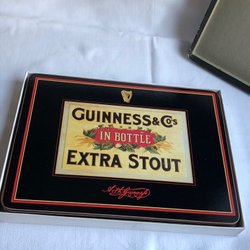 GUINNESS & Co's
IN BOTTLE
EXTRA STOUT